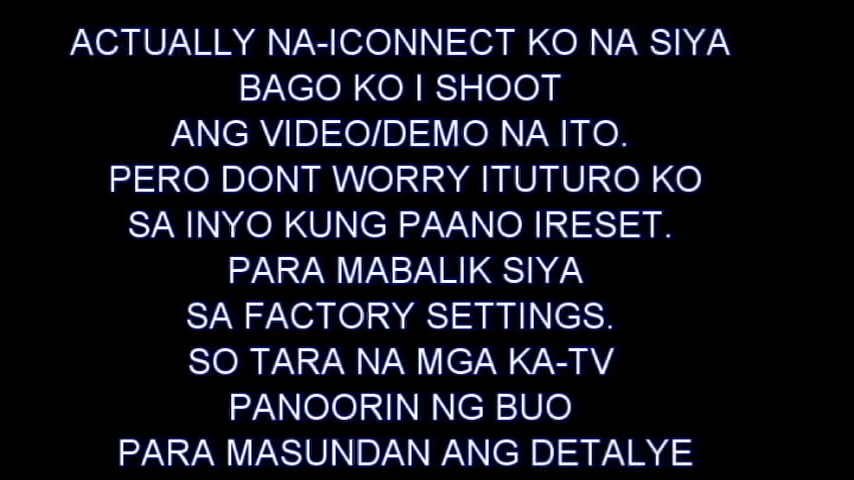 ACTUALLY NA-ICONNECT KO NA SIYA
BAGO KO I SHOOT
ANG VIDEO/DEMO NA ITO.
PERO DONT WORRY ITUTURO KO
SA INYO KUNG PAANO IRESET.
PARA MABALIK SIYA
SA FACTORY SETTINGS.
SO TARA NA MGA KA-TV
PANOORIN NG BUO
PARA MASUNDAN ANG DETALYE